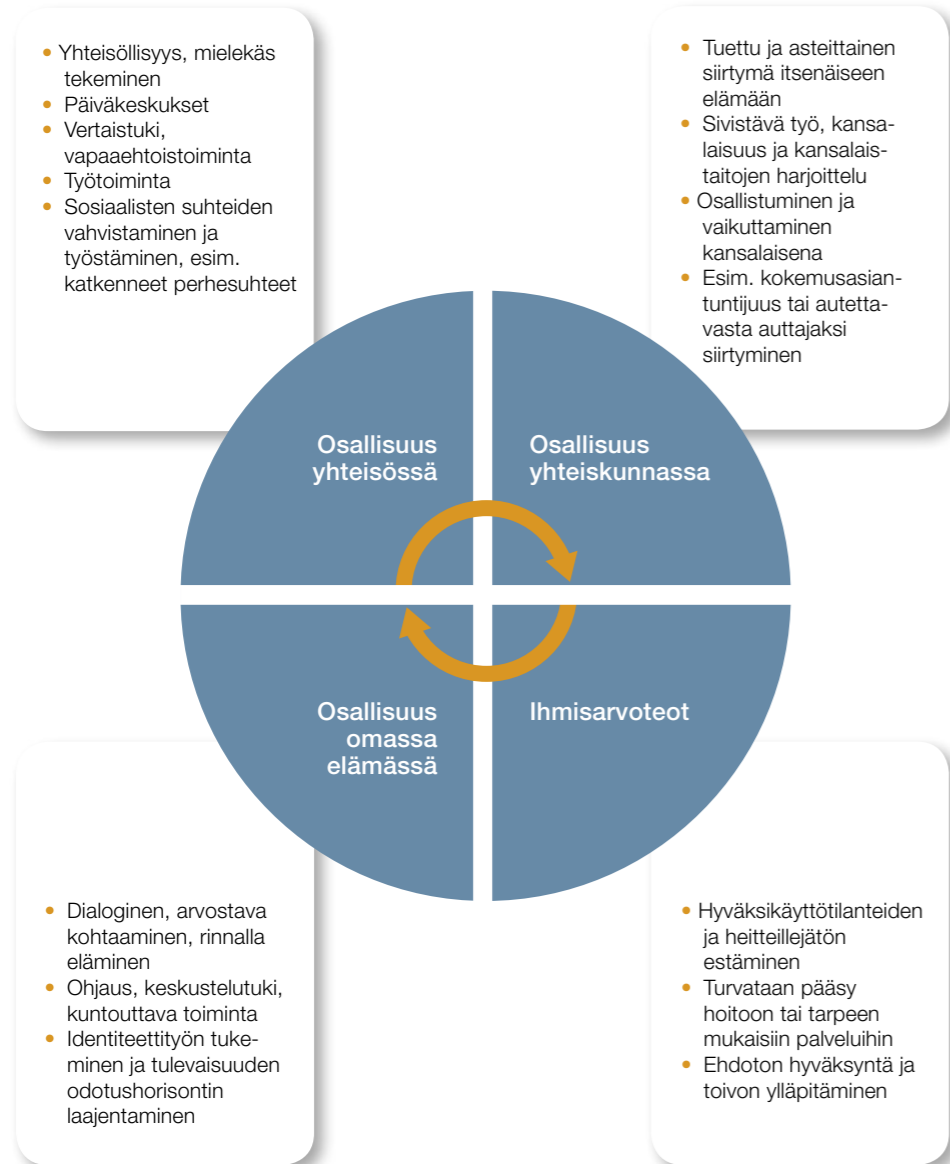 • Yhteisöllisyys, mielekäs
tekeminen
• Päiväkeskukset
• Vertaistuki,
vapaaehtoistoiminta
• Työtoiminta
• Sosiaalisten suhteiden
vahvistaminen ja
työstäminen, esim.
katkenneet perhesuhteet
• Tuettu ja asteittainen
siirtymä itsenäiseen
elämään
• Sivistävä työ, kansa-
laisuus ja kansalais-
taitojen harjoittelu
• Osallistuminen ja
vaikuttaminen
kansalaisena
• Esim. kokemusasian-
tuntijuus tai autetta-
vasta auttajaksi
siirtyminen
Osallisuus
yhteisössä
Osallisuus
yhteiskunnassa
Osallisuus
omassa
elämässä
Ihmisarvoteot
• Dialoginen, arvostava
kohtaaminen, rinnalla
eläminen
• Ohjaus, keskustelutuki,
kuntouttava toiminta
• Identiteettityön tuke-
minen ja tulevaisuuden
odotushorisontin
laajentaminen
• Hyväksikäyttötilanteiden
ja heitteillejätön
estäminen
• Turvataan pääsy
hoitoon tai tarpeen
mukaisiin palveluihin
• Ehdoton hyväksyntä ja
toivon ylläpitäminen